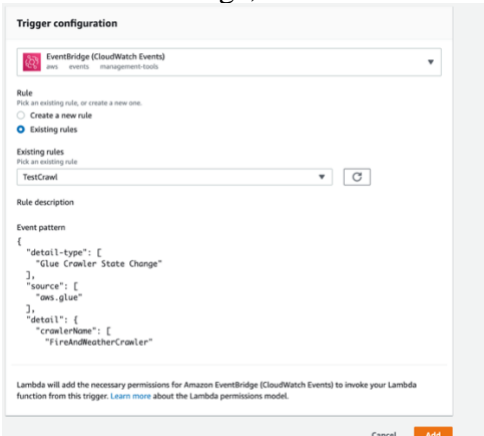 Trigger configuration
EventBridge (CloudWatch Events)
aws events management-tools
Rule
Pick an existing rule, or create a new one.
Create a new rule
Existing rules
Existing rules
Pick an existing rule
TestCrawl
Rule description
Event pattern
{
"detail-type": [
"Glue Crawler State Change"
],
"source": [
"aws.glue"
],
"detail": {
"crawlerName": [
"FireAndWeatherCrawler"
Lambda will add the necessary permissions for Amazon EventBridge (CloudWatch Events) to invoke your Lambda
function from this trigger. Learn more about the Lambda permissions model.
Cancel Add